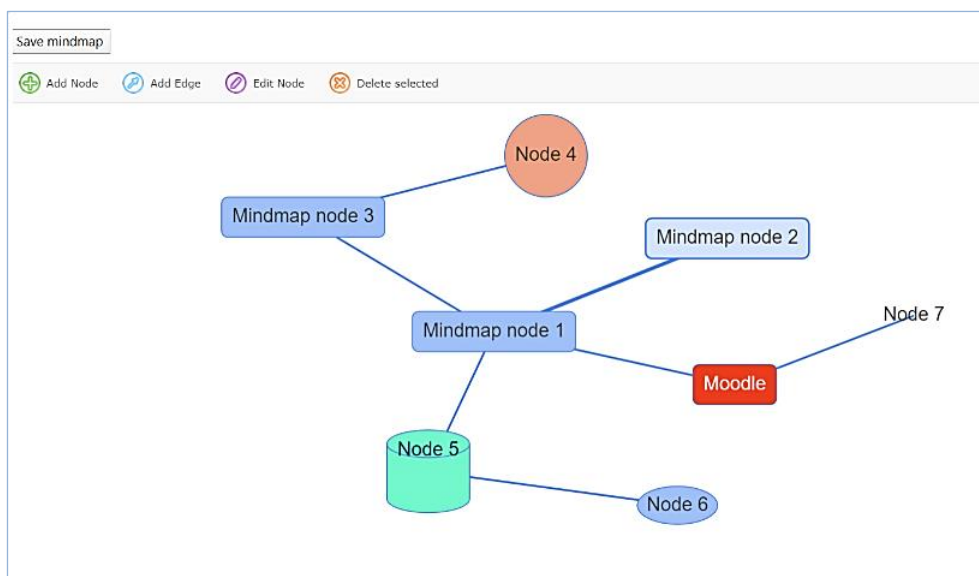 Save mindmap
Add Node
Add Edge
Edit Node
Delete selected
Node 4
Mindmap node 3
Mindmap node 2
Node 7
Mindmap node 1
Moodle
Node 5
Node 6